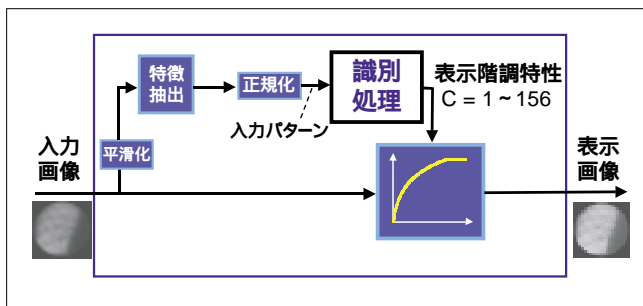 特徴
抽出
正規化
識別
処理
表示階調特性
C = 1 ~ 156
入力パターン
平滑化
入力
画像
表示
画像